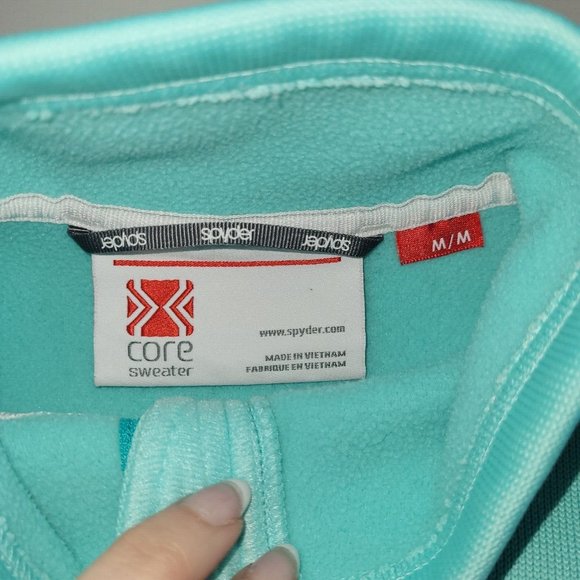 spyder spyder spyder
M/M
www.spyder.com
core
sweater
MADE IN VIETNAM
FABRIQUE EN VIETNAM